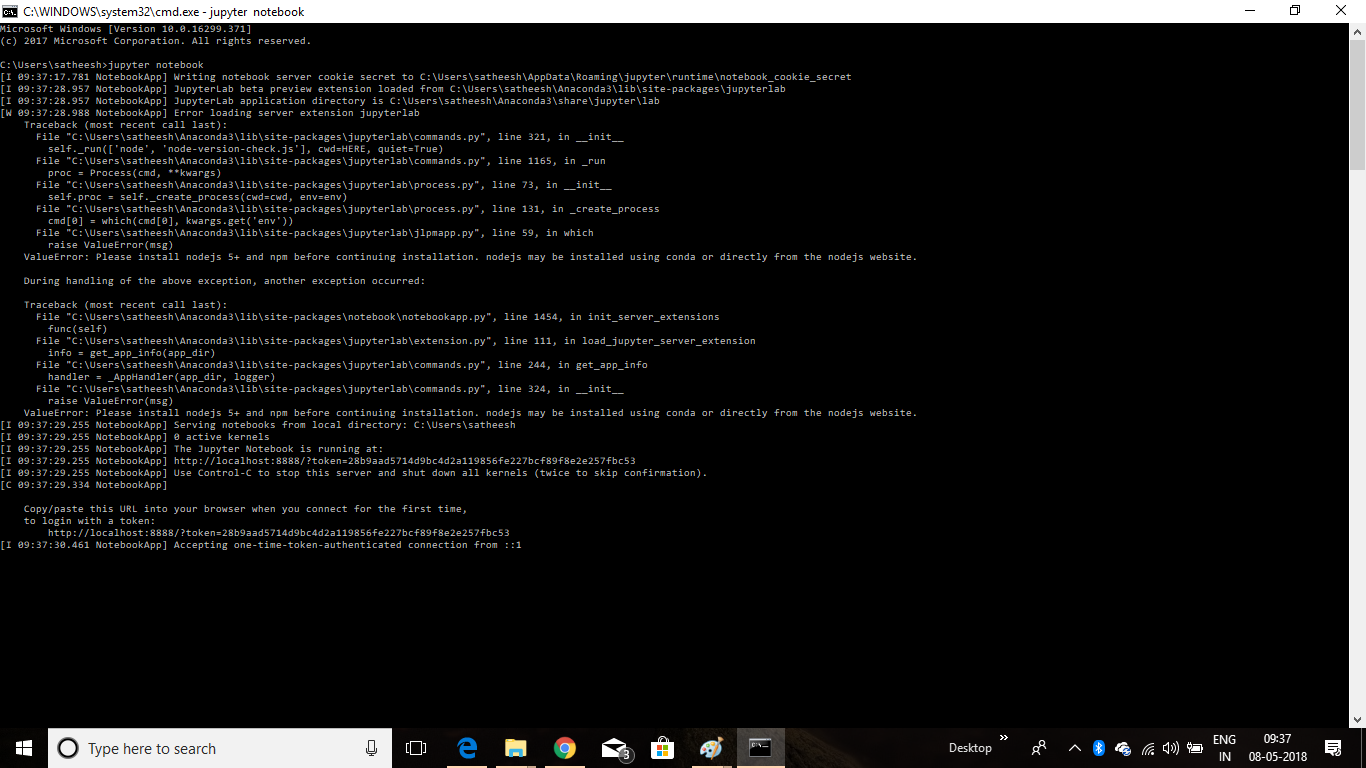 C:\WINDOWS\system32\cmd.exe - jupyter  notebook
Microsoft Windows [Version 10.0.16299.371]
(c) 2017 Microsoft Corporation. All rights reserved.
C:\Users\satheesh>jupyter notebook
[I 09:37:17.781 NotebookApp] Writing notebook server cookie secret to C:\Users\satheesh\AppData\Roaming\jupyter\runtime\notebook_cookie_secret
[I 09:37:28.957 NotebookApp] JupyterLab beta preview extension loaded from C:\Users\satheesh\Anaconda3\lib\site-packages\jupyterlab
[I 09:37:28.957 NotebookApp] JupyterLab application directory is C:\Users\satheesh\Anaconda3\share\jupyter\lab
[W 09:37:28.988 NotebookApp] Error loading server extension jupyterlab
    Traceback (most recent call last):
      File "C:\Users\satheesh\Anaconda3\lib\site-packages\jupyterlab\commands.py", line 321, in __init__
        self._run(['node', 'node-version-check.js'], cwd=HERE, quiet=True)
      File "C:\Users\satheesh\Anaconda3\lib\site-packages\jupyterlab\commands.py", line 1165, in _run
        proc = Process(cmd, **kwargs)
      File "C:\Users\satheesh\Anaconda3\lib\site-packages\jupyterlab\process.py", line 73, in __init__
        self.proc = self._create_process(cwd=cwd, env=env)
      File "C:\Users\satheesh\Anaconda3\lib\site-packages\jupyterlab\process.py", line 131, in _create_process
        cmd[0] = which(cmd[0], kwargs.get('env'))
      File "C:\Users\satheesh\Anaconda3\lib\site-packages\jupyterlab\jlpmapp.py", line 59, in which
        raise ValueError(msg)
    ValueError: Please install nodejs 5+ and npm before continuing installation. nodejs may be installed using conda or directly from the nodejs website.
    During handling of the above exception, another exception occurred:
    Traceback (most recent call last):
      File "C:\Users\satheesh\Anaconda3\lib\site-packages\notebook\notebookapp.py", line 1454, in init_server_extensions
        func(self)
      File "C:\Users\satheesh\Anaconda3\lib\site-packages\jupyterlab\extension.py", line 111, in load_jupyter_server_extension
        info = get_app_info(app_dir)
      File "C:\Users\satheesh\Anaconda3\lib\site-packages\jupyterlab\commands.py", line 244, in get_app_info
        handler = _AppHandler(app_dir, logger)
      File "C:\Users\satheesh\Anaconda3\lib\site-packages\jupyterlab\commands.py", line 324, in __init__
        raise ValueError(msg)
    ValueError: Please install nodejs 5+ and npm before continuing installation. nodejs may be installed using conda or directly from the nodejs website.
[I 09:37:29.255 NotebookApp] Serving notebooks from local directory: C:\Users\satheesh
[I 09:37:29.255 NotebookApp] 0 active kernels
[I 09:37:29.255 NotebookApp] The Jupyter Notebook is running at:
[I 09:37:29.255 NotebookApp] http://localhost:8888/?token=28b9aad5714d9bc4d2a119856fe227bcf89f8e2e257fbc53
[I 09:37:29.255 NotebookApp] Use Control-C to stop this server and shut down all kernels (twice to skip confirmation).
[C 09:37:29.334 NotebookApp]
    Copy/paste this URL into your browser when you connect for the first time,
    to login with a token:
        http://localhost:8888/?token=28b9aad5714d9bc4d2a119856fe227bcf89f8e2e257fbc53
[I 09:37:30.461 NotebookApp] Accepting one-time-token-authenticated connection from ::1
Type here to search
3
Desktop
ENG
IN
09:37
08-05-2018